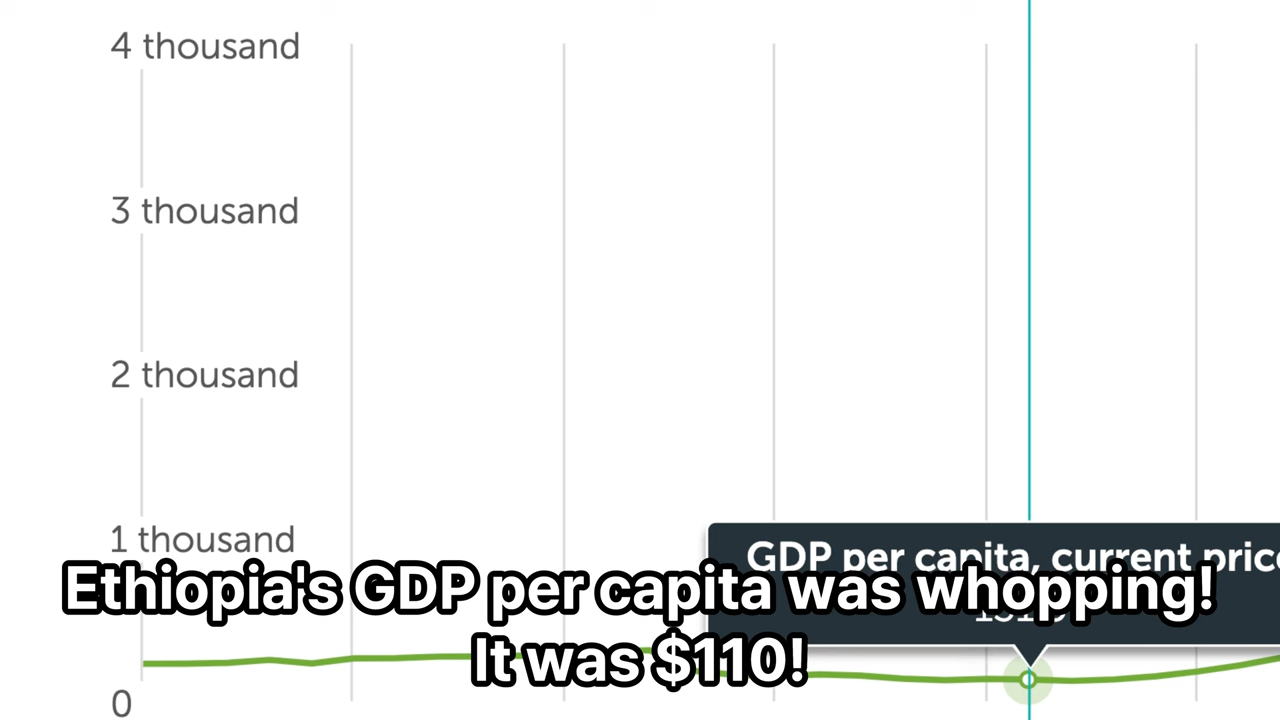 4 thousand
3 thousand
2 thousand
1 thousand
GDP per capita, current
Ethiopia's GDP per capita was whopping!
It was $110!
0